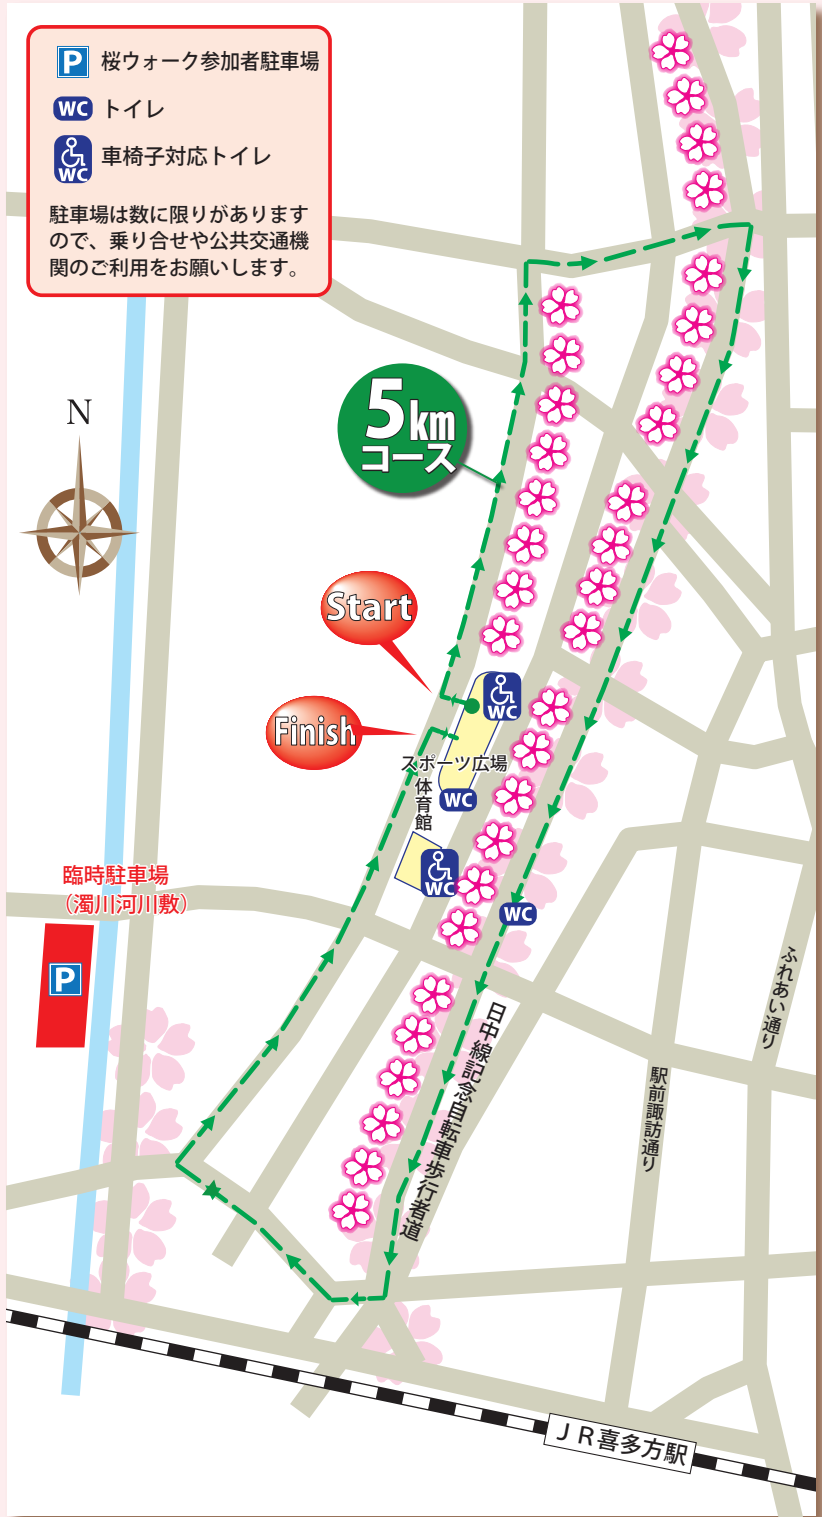 P 桜ウォーク参加者駐車場
WC トイレ
WC 車椅子対応トイレ
駐車場は数に限りがあります
ので、乗り合せや公共交通機
関のご利用をお願いします。
N
5km
コース
Start
Finish
WC
スポーツ広場
WC
体育館
WC
WC
臨時駐車場
（濁川河川敷）
P
日中線記念自転車歩行者道
ふれあい通り
駅前諏訪通り
ＪＲ喜多方駅